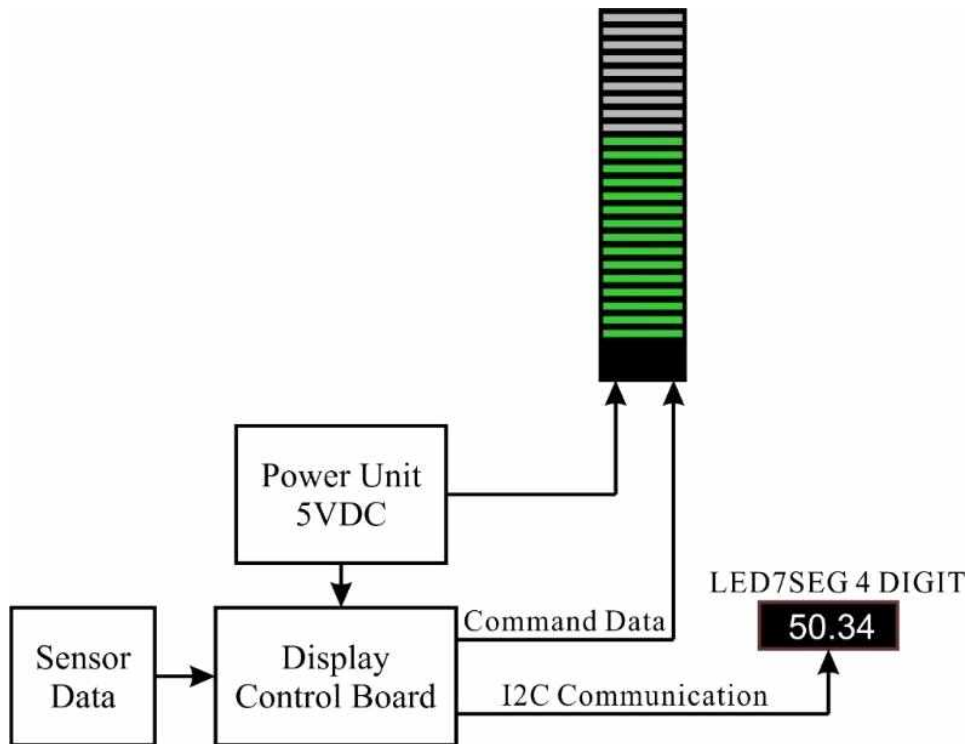 Power Unit
5VDC
LED7SEG 4 DIGIT
50.34
Command Data
Sensor
Data
Display
Control Board
I2C Communication